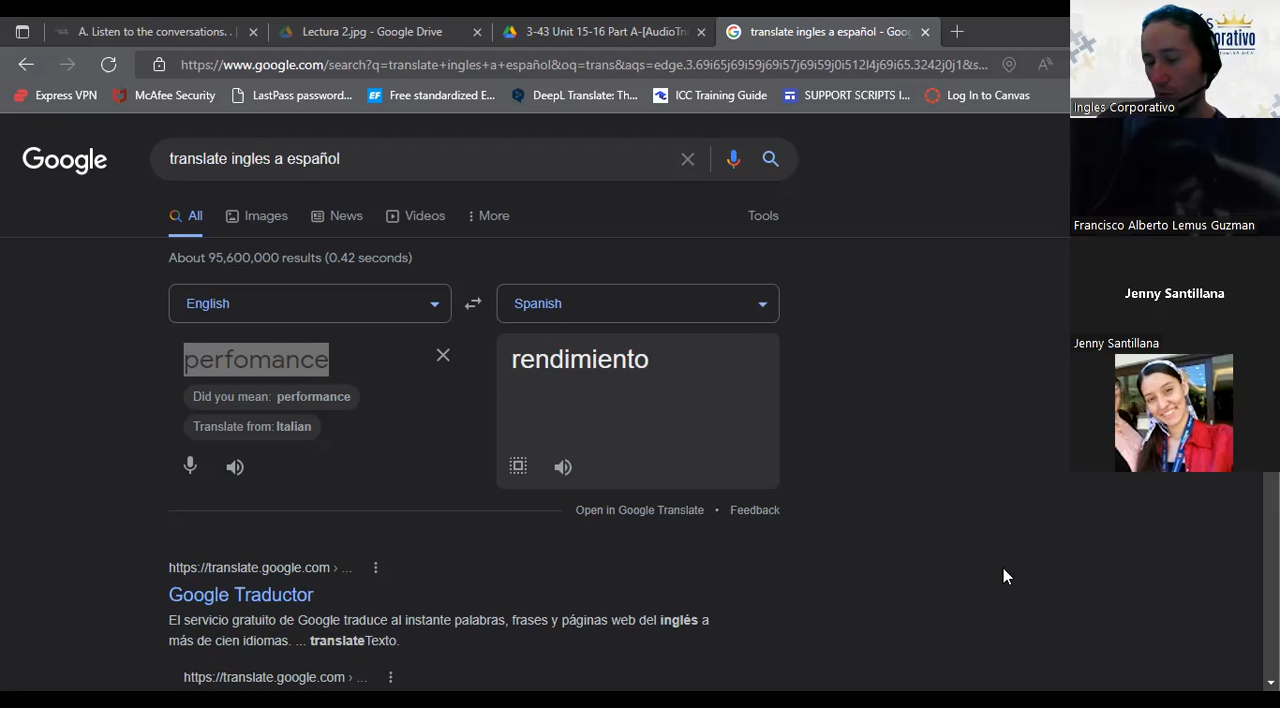 A. Listen to the conversations. .
Lectura 2.jpg - Google Drive
3-43 Unit 15-16 Part A-[AudioTr
translate ingles a español - Goog
https://www.google.com/search?q=translate+ingles+a+español&oq=trans&aqs=edge.3.69i65j69i59j69i57j69i59j0i512l4j69i65.3242j0j1&s...
Express VPN
McAfee Security
LastPass password...
EF Free standardized E...
DeepL Translate: Th...
ICC Training Guide
SUPPORT SCRIPTS I...
Log In to Canvas
Google
translate ingles a español
All
Images
News
Videos
More
Tools
About 95,600,000 results (0.42 seconds)
English
Spanish
perfomance
rendimiento
Did you mean: performance
Translate from: Italian
Open in Google Translate • Feedback
https://translate.google.com › ...
Google Traductor
El servicio gratuito de Google traduce al instante palabras, frases y páginas web del inglés a
más de cien idiomas. ... translateTexto.
https://translate.google.com › ...
Ingles Corporativo
Francisco Alberto Lemus Guzman
Jenny Santillana
Jenny Santillana